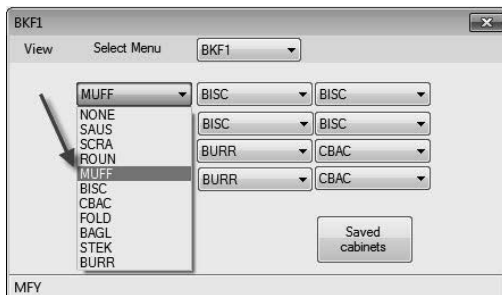 BKF1
View Select Menu BKF1
MUFF BISC BISC
NONE
SAUS
SCRA
ROUN
MUFF
BISC
CBAC
FOLD
BAGL
STEK
BURR
BISC BISC
BURR CBAC
BURR CBAC
Saved
cabinets
MFY